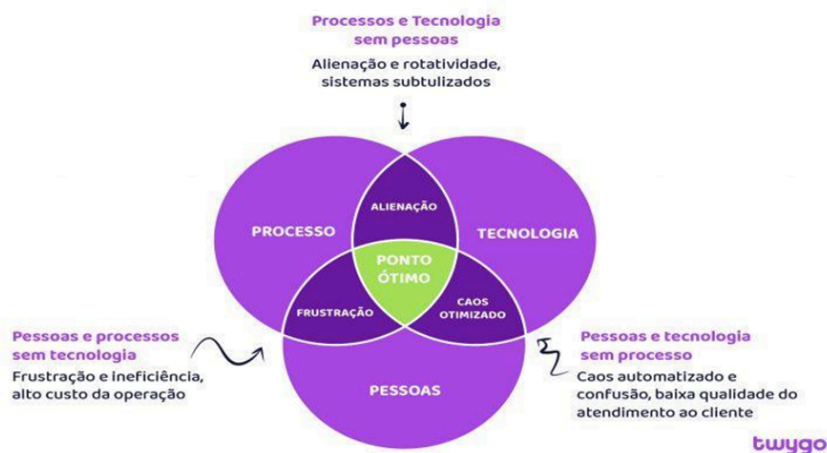 Processos e Tecnologia
sem pessoas
Alienação e rotatividade,
sistemas subtulizados
ALIENAÇÃO
PROCESSO
TECNOLOGIA
PONTO
ÓTIMO
FRUSTRAÇÃO
CAOS
OTIMIZADO
Pessoas e processos
sem tecnologia
Frustração e ineficiência,
alto custo da operação
Pessoas e tecnologia
sem processo
Caos automatizado e
confusão, baixa qualidade do
atendimento ao cliente
PESSOAS
twygo